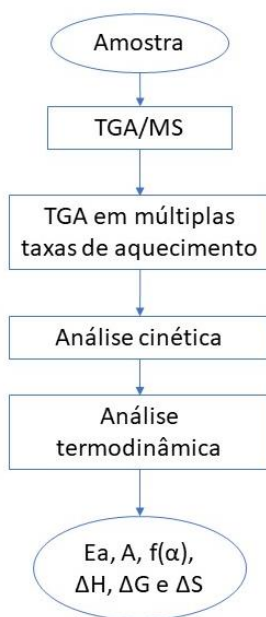 Amostra
TGA/MS
TGA em múltiplas
taxas de aquecimento
Análise cinética
Análise
termodinâmica
Ea, A, f(α),
ΔH, ΔG e ΔS